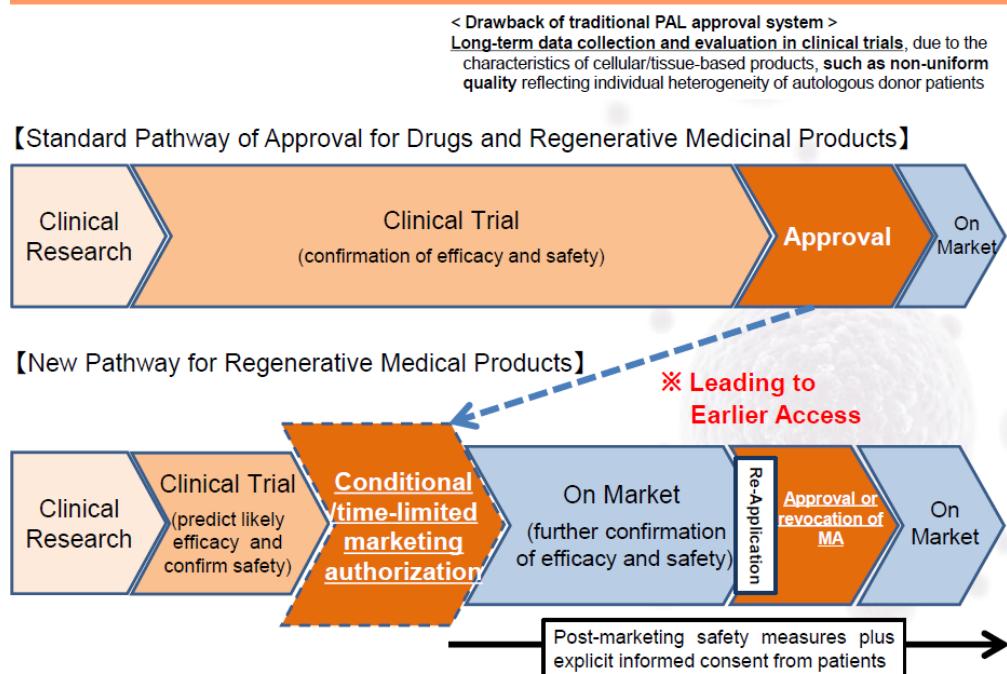 < Drawback of traditional PAL approval system >
Long-term data collection and evaluation in clinical trials, due to the
characteristics of cellular/tissue-based products, such as non-uniform
quality reflecting individual heterogeneity of autologous donor patients
【Standard Pathway of Approval for Drugs and Regenerative Medicinal Products】
Clinical
Research
Clinical Trial
(confirmation of efficacy and safety)
Approval
On
Market
【New Pathway for Regenerative Medical Products】
※ Leading to
Earlier Access
Clinical
Research
Clinical Trial
(predict likely
efficacy and
confirm safety)
Conditional
/time-limited
marketing
authorization
On Market
(further confirmation
of efficacy and safety)
Re-Application
Approval or
revocation of
MA
On
Market
Post-marketing safety measures plus
explicit informed consent from patients